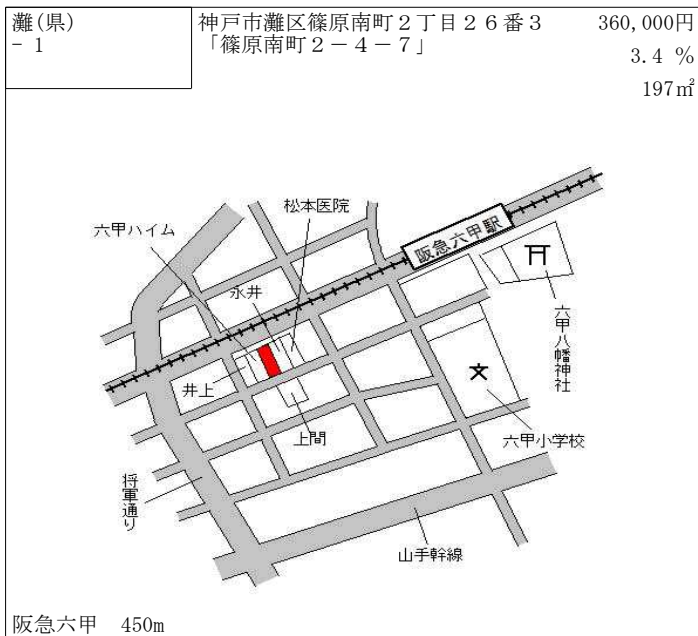 灘(県)
- 1
神戸市灘区篠原南町２丁目２６番３
「篠原南町２－４－７」
360,000円
3.4 %
197㎡
松本医院
六甲ハイム
阪急六甲駅
永井
六甲八幡神社
井上
上間
六甲小学校
将軍通り
山手幹線
阪急六甲 450m